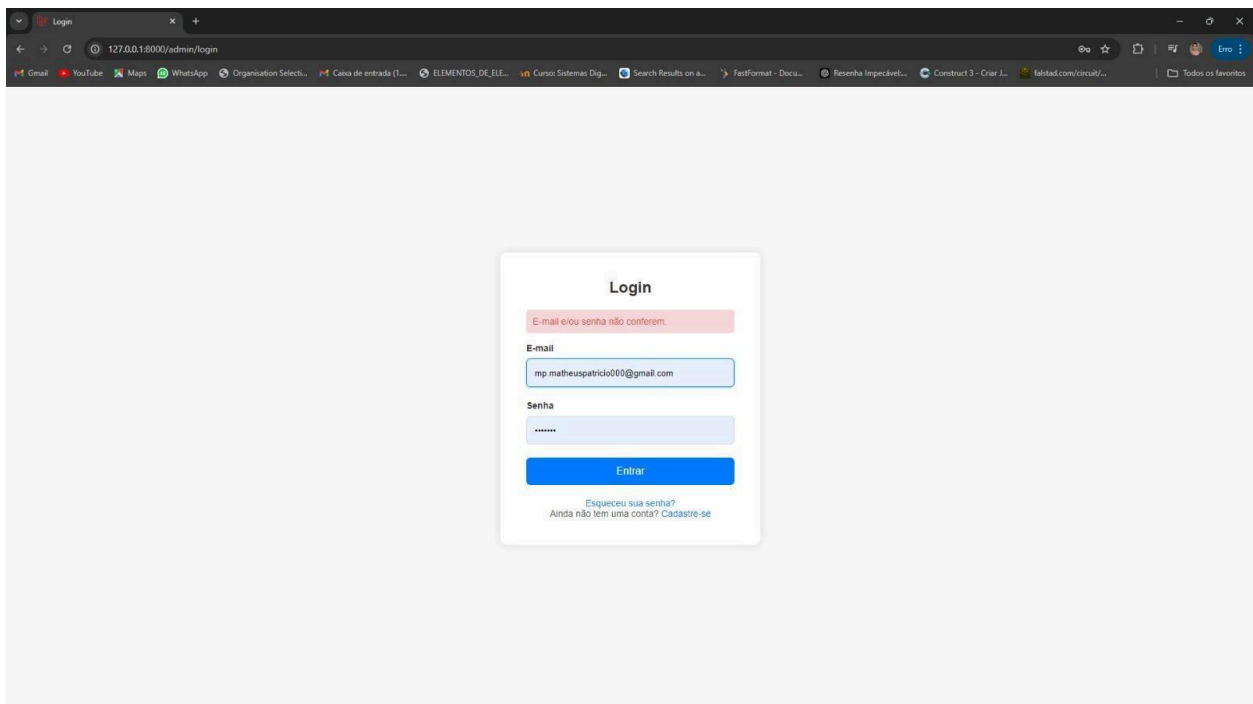 Login
127.0.0.1:8000/admin/login
Erro
Gmail YouTube Maps WhatsApp Organisation Selecti... Caixa de entrada (1... ELEMENTOS_DE_ELE... Curso: Sistemas Dig... Search Results on a... FastFormat - Docu... Resenha Impecável:... Construct 3 - Criar J... falstad.com/circuit/... Todos os favoritos
Login
E-mail e/ou senha não conferem.
E-mail
mp.matheuspatricio000@gmail.com
Senha
Entrar
Esqueceu sua senha?
Ainda não tem uma conta? Cadastre-se